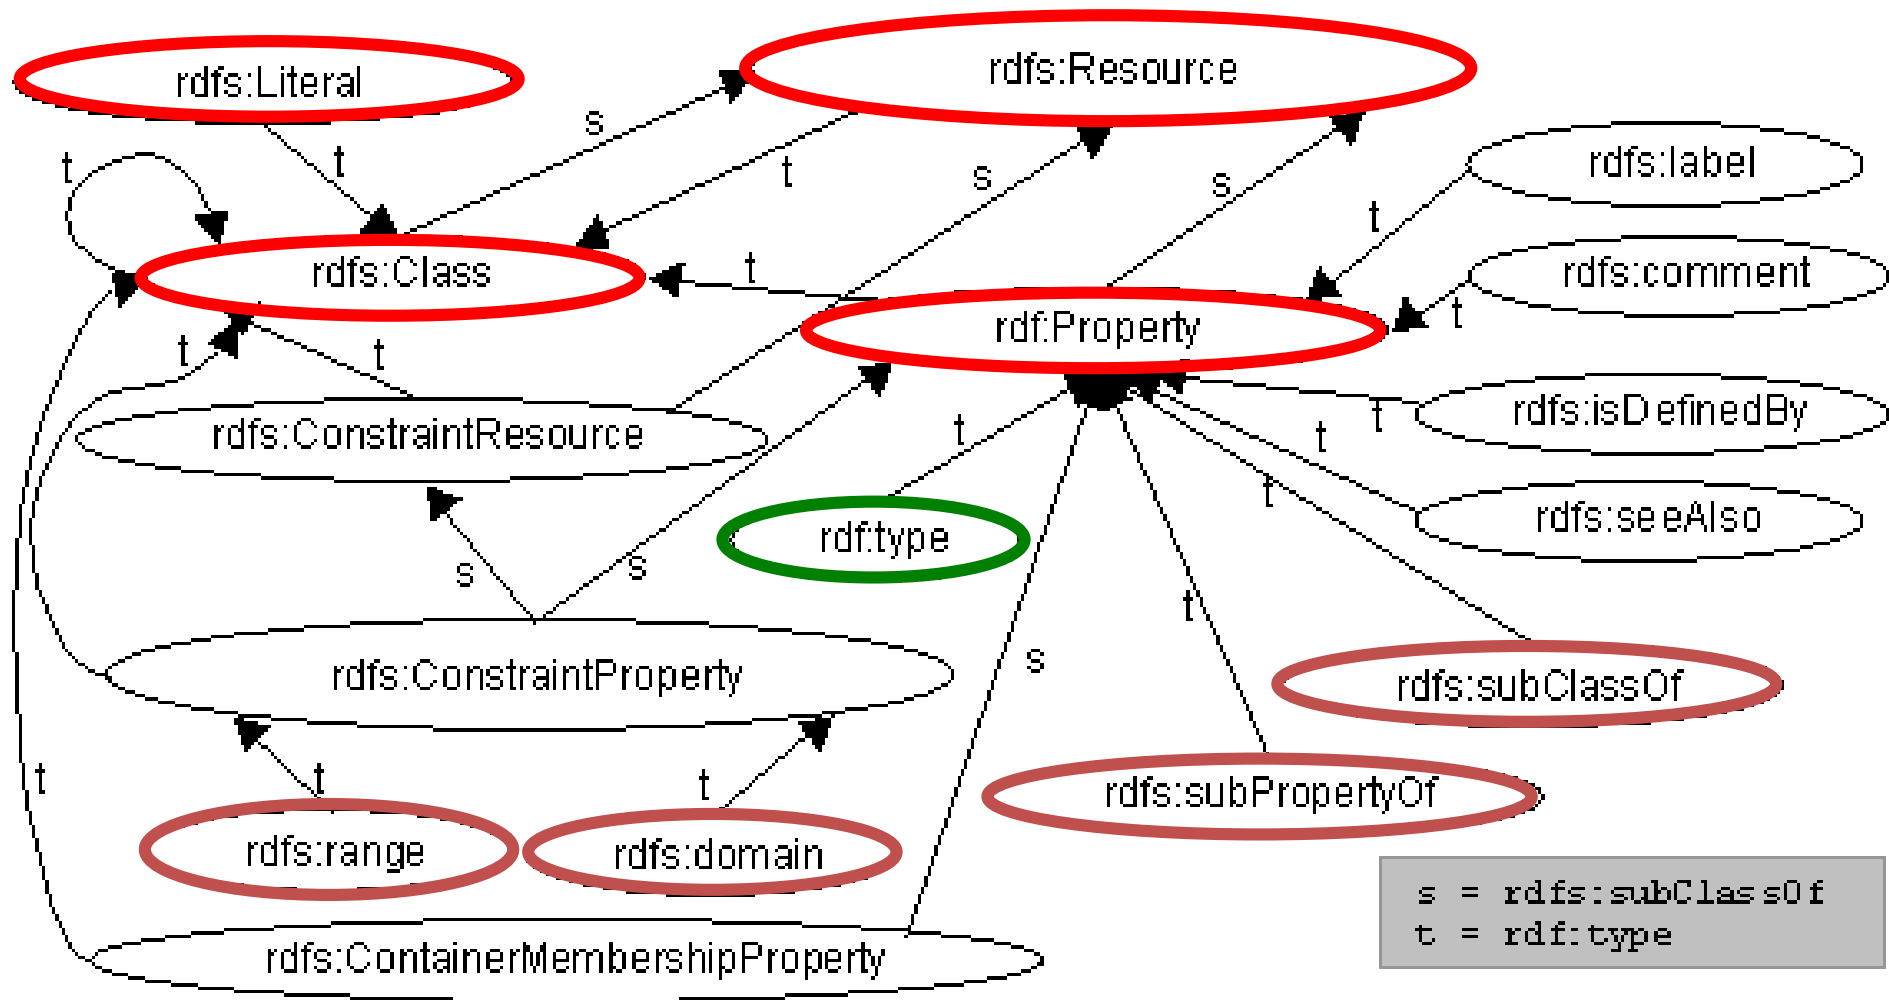 rdfs:Literal
rdfs:Resource
s
t
t
t
s
s
rdfs:label
t
rdfs:Class
t
rdfs:comment
t
rdf:Property
t
t
rdfs:ConstraintResource
t
rdfs:isDefinedBy
t
t
rdf:type
rdfs:seeAlso
t
s
s
t
s
rdfs:ConstraintProperty
rdfs:subClassOf
t
t
t
rdfs:subPropertyOf
rdfs:range
rdfs:domain
rdfs:ContainerMembershipProperty
s = rdfs:subClassOf
t = rdf:type